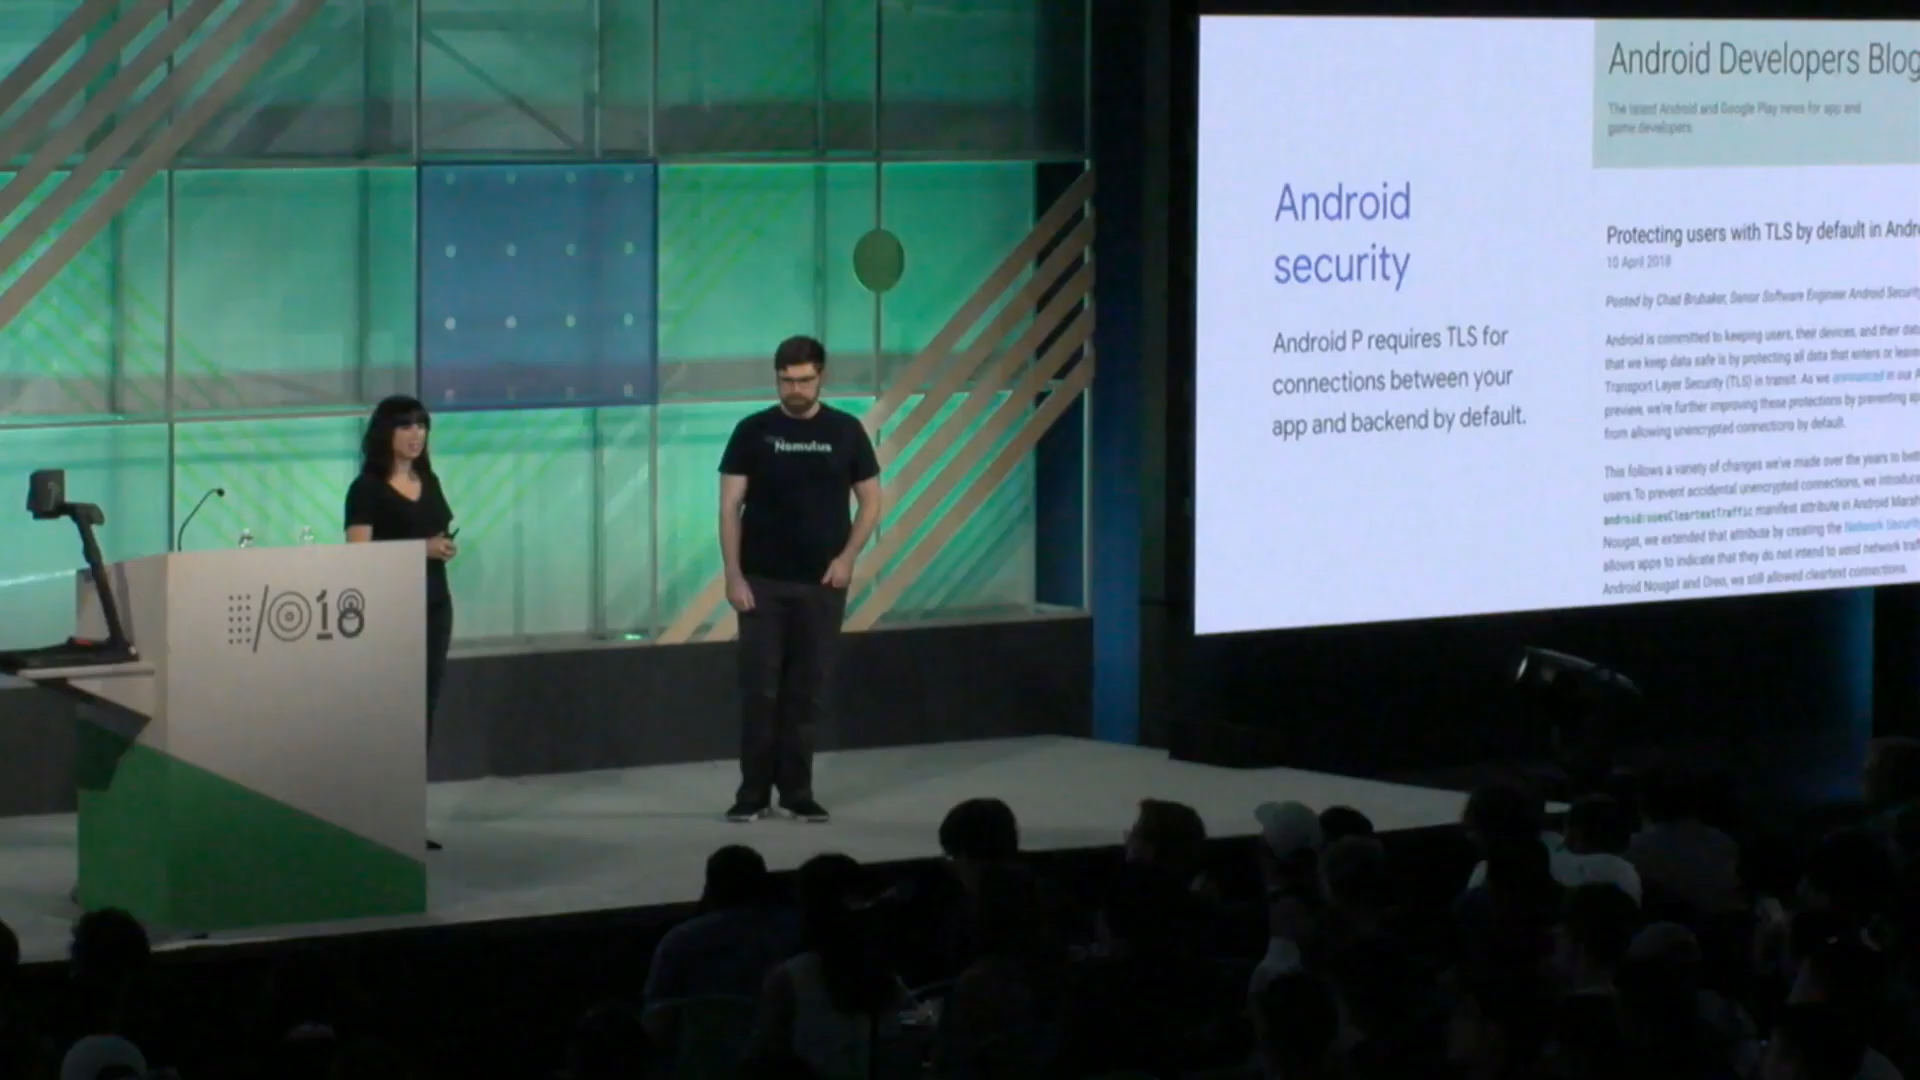 Nomulus
I/O18
Android
security
Android P requires TLS for
connections between your
app and backend by default.
Android Developers Blog
The latest Android and Google Play news for app and
game developers
Protecting users with TLS by default in Andro
10 April 2018
Posted by Chad Brubaker, Senior Software Engineer Android Security
Android is committed to keeping users, their devices, and their data
that we keep data safe is by protecting all data that enters or leave
Transport Layer Security (TLS) in transit. As we announced in our A
preview, we're further improving these protections by preventing ap
from allowing unencrypted connections by default.
This follows a variety of changes we've made over the years to bett
users. To prevent accidental unencrypted connections, we introduce
android:usesCleartextTraffic manifest attribute in Android Marsh
Nougat, we extended that attribute by creating the Network Security
allows apps to indicate that they do not intend to send network traf
Android Nougat and Oreo, we still allowed cleartext connections.